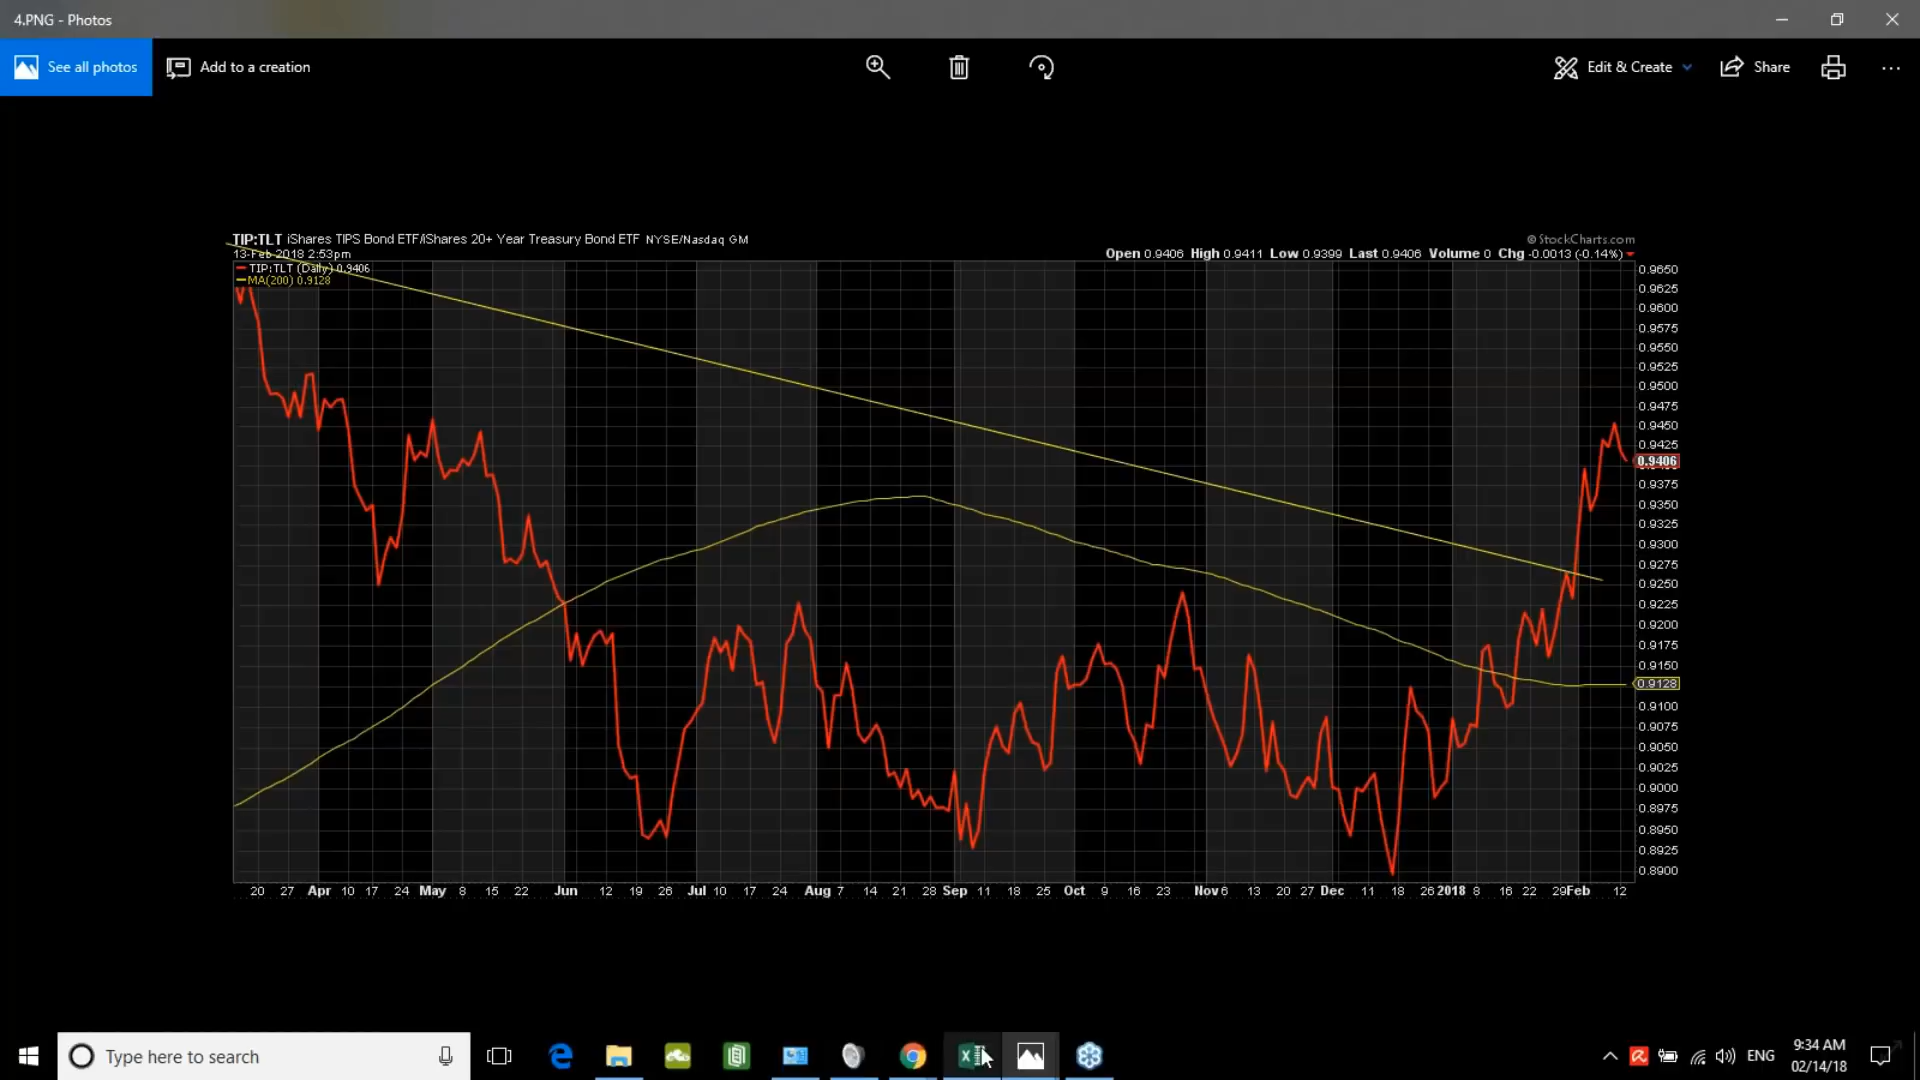 4.PNG - Photos
See all photos
Add to a creation
Edit & Create
Share
TIP:TLT iShares TIPS Bond ETF/iShares 20+ Year Treasury Bond ETF NYSE/Nasdaq GM
© StockCharts.com
13-Feb-2018 2:53pm
Open 0.9406 High 0.9411 Low 0.9399 Last 0.9406 Volume 0 Chg -0.0013 (-0.14%)
TIP:TLT (Daily) 0.9406
MA(200) 0.9128
0.9650
0.9625
0.9600
0.9575
0.9550
0.9525
0.9500
0.9475
0.9450
0.9425
0.9406
0.9375
0.9350
0.9325
0.9300
0.9275
0.9250
0.9225
0.9200
0.9175
0.9150
0.9128
0.9100
0.9075
0.9050
0.9025
0.9000
0.8975
0.8950
0.8925
0.8900
20 27 Apr 10 17 24 May 8 15 22 Jun 12 19 26 Jul 10 17 24 Aug 7 14 21 28 Sep 11 18 25 Oct 9 16 23 Nov 6 13 20 27 Dec 11 18 26 2018 8 16 22 29 Feb 12
Type here to search
ENG
9:34 AM
02/14/18